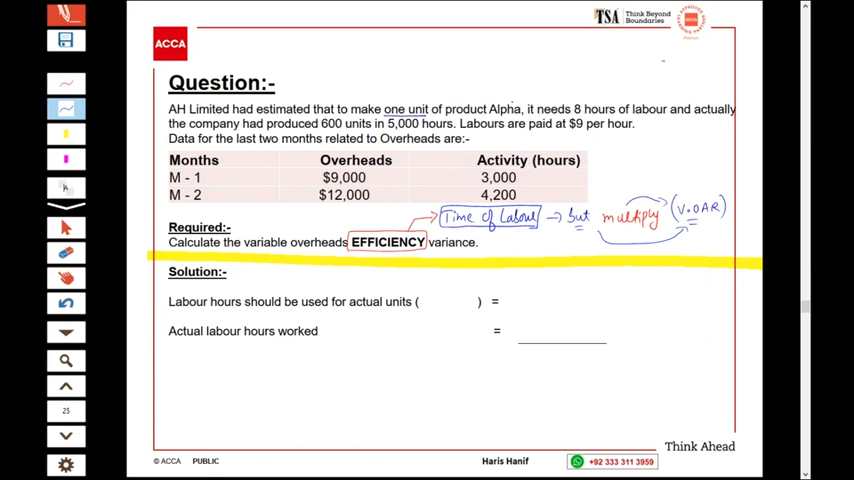 TSA Think Beyond
Boundaries
ACCA
Question:-
AH Limited had estimated that to make one unit of product Alpha, it needs 8 hours of labour and actually
the company had produced 600 units in 5,000 hours. Labours are paid at $9 per hour.
Data for the last two months related to Overheads are:-
Months Overheads Activity (hours)
M - 1 $9,000 3,000
M - 2 $12,000 4,200
Time of Labour → but multiply (V.OAR)
Required:-
Calculate the variable overheads EFFICIENCY variance.
Solution:-
Labour hours should be used for actual units ( ) =
Actual labour hours worked =
25
Think Ahead
© ACCA PUBLIC Haris Hanif +92 333 311 3959